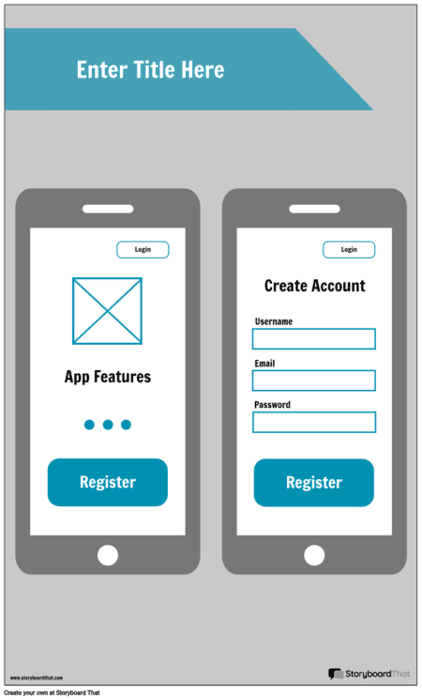 Enter Title Here
Login
App Features
Register
Login
Create Account
Username
Email
Password
Register
www.storyboardthat.com
StoryboardThat
Create your own at Storyboard That